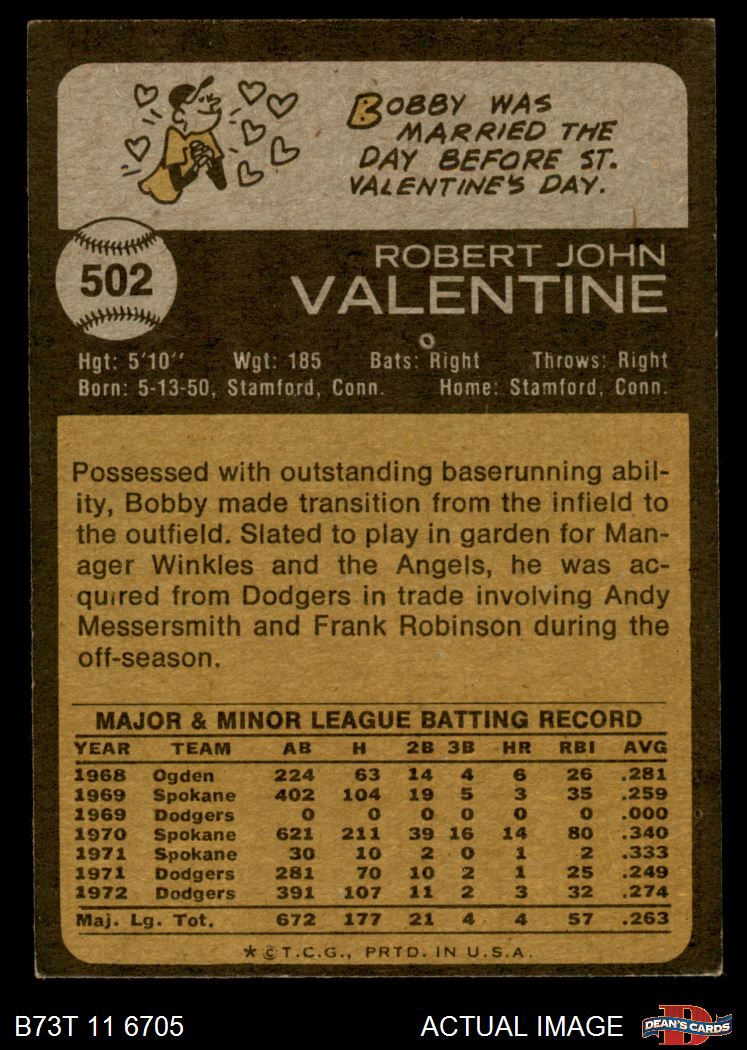 BOBBY WAS
MARRIED THE
DAY BEFORE ST.
VALENTINE'S DAY.
502
ROBERT JOHN
VALENTINE
Hgt: 5'10" Wgt: 185 Bats: Right Throws: Right
Born: 5-13-50, Stamford, Conn. Home: Stamford, Conn.
Possessed with outstanding baserunning abil-
ity, Bobby made transition from the infield to
the outfield. Slated to play in garden for Man-
ager Winkles and the Angels, he was ac-
quired from Dodgers in trade involving Andy
Messersmith and Frank Robinson during the
off-season.
MAJOR & MINOR LEAGUE BATTING RECORD
YEAR TEAM AB H 2B 3B HR RBI AVG
1968 Ogden 224 63 14 4 6 26 .281
1969 Spokane 402 104 19 5 3 35 .259
1969 Dodgers 0 0 0 0 0 0 .000
1970 Spokane 621 211 39 16 14 80 .340
1971 Spokane 30 10 2 0 1 2 .333
1971 Dodgers 281 70 10 2 1 25 .249
1972 Dodgers 391 107 11 2 3 32 .274
Maj. Lg. Tot. 672 177 21 4 4 57 .263
*©T.C.G., PRTD. IN U.S.A.
B73T 11 6705 ACTUAL IMAGE DEAN'S CARDS